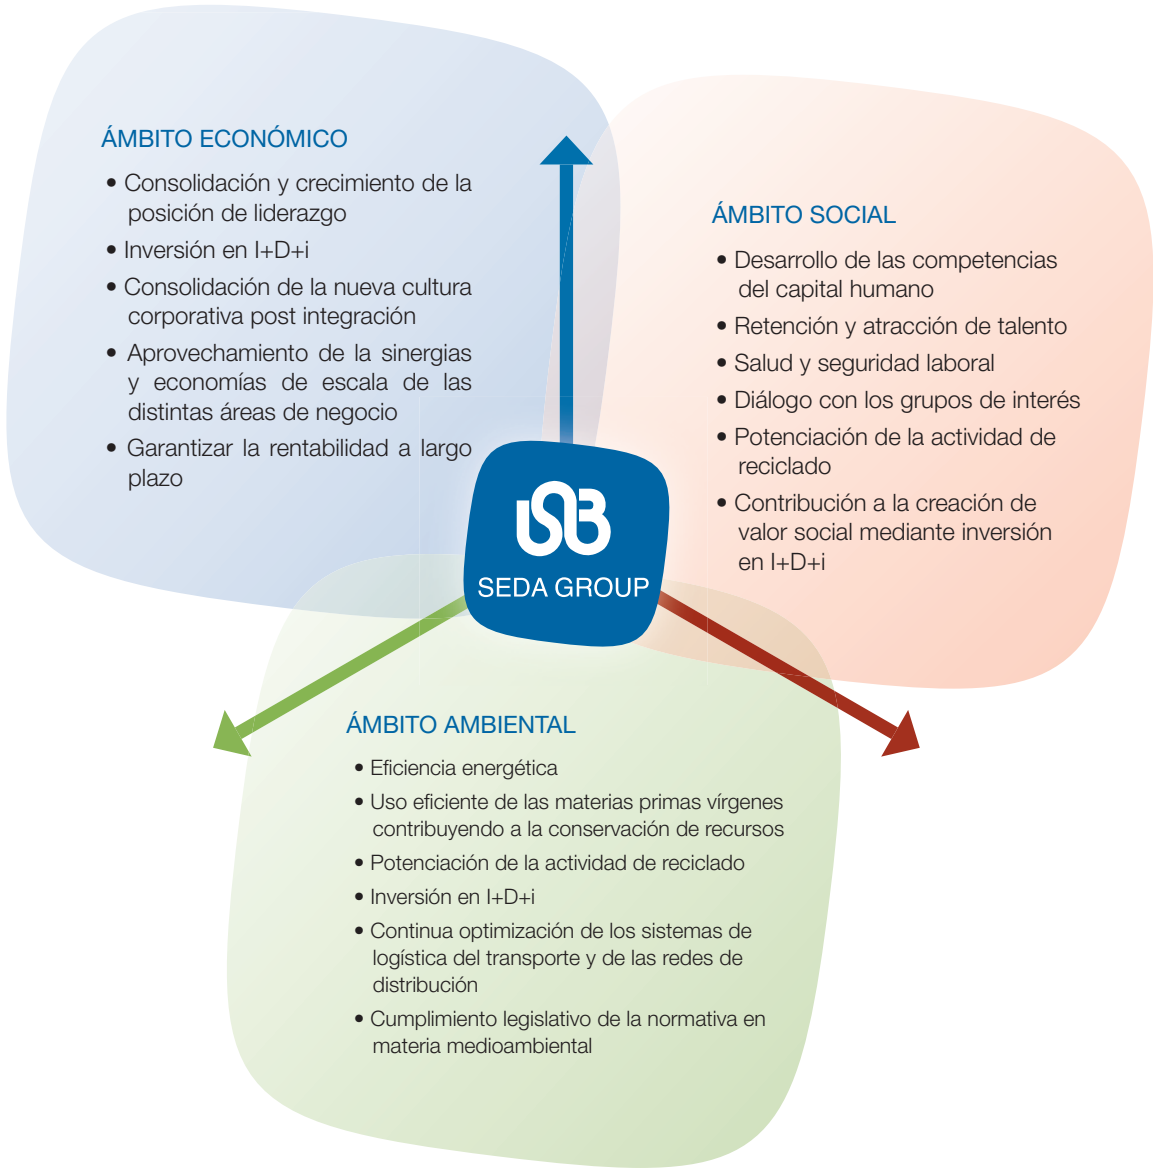 ÁMBITO ECONÓMICO
• Consolidación y crecimiento de la
posición de liderazgo
• Inversión en I+D+i
• Consolidación de la nueva cultura
corporativa post integración
• Aprovechamiento de la sinergias
y economías de escala de las
distintas áreas de negocio
• Garantizar la rentabilidad a largo
plazo
ÁMBITO SOCIAL
• Desarrollo de las competencias
del capital humano
• Retención y atracción de talento
• Salud y seguridad laboral
• Diálogo con los grupos de interés
• Potenciación de la actividad de
reciclado
• Contribución a la creación de
valor social mediante inversión
en I+D+i
SEDA GROUP
ÁMBITO AMBIENTAL
• Eficiencia energética
• Uso eficiente de las materias primas vírgenes
contribuyendo a la conservación de recursos
• Potenciación de la actividad de reciclado
• Inversión en I+D+i
• Continua optimización de los sistemas de
logística del transporte y de las redes de
distribución
• Cumplimiento legislativo de la normativa en
materia medioambiental